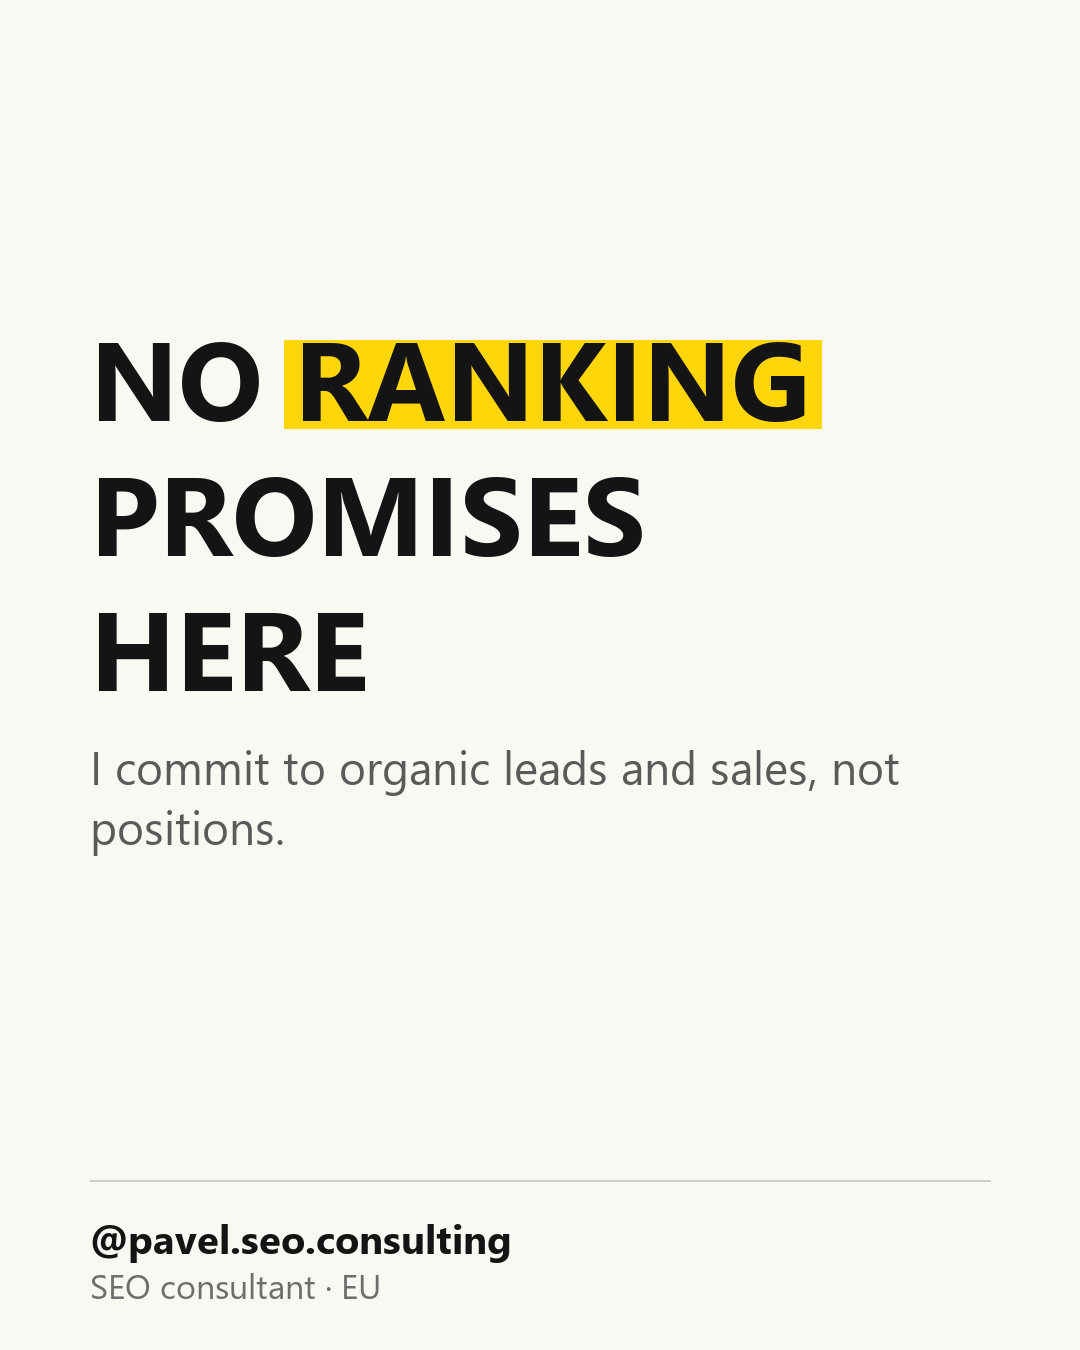 NO RANKING
PROMISES
HERE
I commit to organic leads and sales, not
positions.
@pavel.seo.consulting
SEO consultant · EU